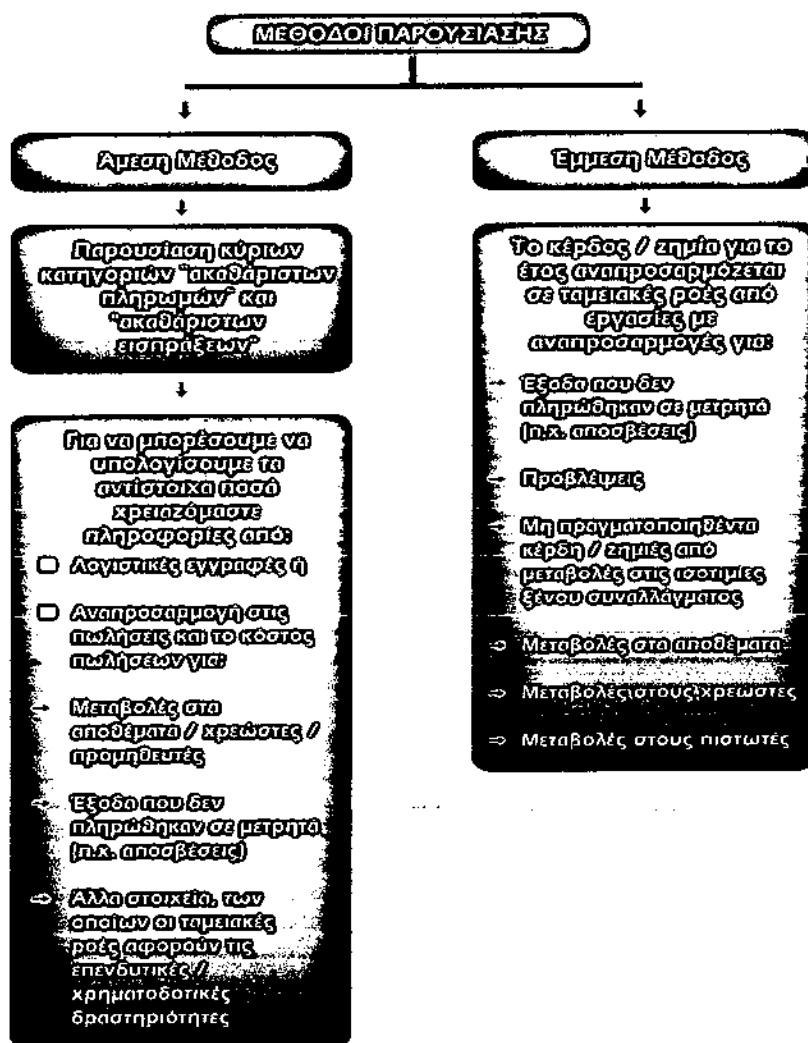 ΜΕΘΟΔΟΙ ΠΑΡΟΥΣΙΑΣΗΣ
Άμεση Μέθοδος
Παρουσίαση κύριων
κατηγοριών "ακαθάριστων
πληρωμών" και
"ακαθάριστων
εισπράξεων"
Για να μπορέσουμε να
υπολογίσουμε τα
αντίστοιχα ποσά
χρειαζόμαστε
πληροφορίες από:
Λογιστικές εγγραφές ή
Αναπροσαρμογή στις
πωλήσεις και το κόστος
πωλήσεων για:
Μεταβολές στα
αποθέματα / χρεώστες /
προμηθευτές
Έξοδα που δεν
πληρώθηκαν σε μετρητά
(π.χ. αποσβέσεις)
Άλλα στοιχεία, των
οποίων οι ταμειακές
ροές αφορούν τις
επενδυτικές /
χρηματοδοτικές
δραστηριότητες
Έμμεση Μέθοδος
Το κέρδος / ζημία για το
έτος αναπροσαρμόζεται
σε ταμειακές ροές από
εργασίες με
αναπροσαρμογές για:
Έξοδα που δεν
πληρώθηκαν σε μετρητά
(π.χ. αποσβέσεις)
Προβλέψεις
Μη πραγματοποιηθέντα
κέρδη / ζημιές από
μεταβολές στις ισοτιμίες
ξένου συναλλάγματος
⇨ Μεταβολές στα αποθέματα
⇨ Μεταβολές στους χρεώστες
⇨ Μεταβολές στους πιστωτές